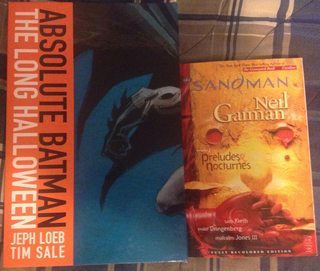 ABSOLUTE BATMAN
THE LONG HALLOWEEN
JEPH LOEB
TIM SALE
THE SANDMAN
Neil
Gaiman
Preludes &
Nocturnes
sam Kieth
mike Dringenberg
malcolm Jones III
FULLY RECOLORED EDITION